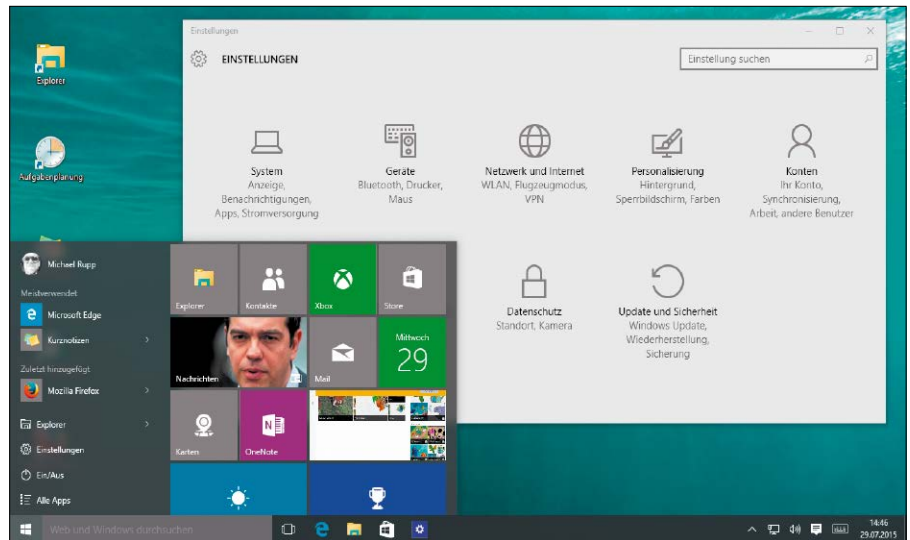 Explorer
Aufgabenplanung
Einstellungen
EINSTELLUNGEN
Einstellung suchen
System
Anzeige,
Benachrichtigungen,
Apps, Stromversorgung
Geräte
Bluetooth, Drucker,
Maus
Netzwerk und Internet
WLAN, Flugzeugmodus,
VPN
Personalisierung
Hintergrund,
Sperrbildschirm, Farben
Konten
Ihr Konto,
Synchronisierung,
Arbeit, andere Benutzer
Datenschutz
Standort, Kamera
Update und Sicherheit
Windows Update,
Wiederherstellung,
Sicherung
Michael Rupp
Meistverwendet
Microsoft Edge
Kurznotizen
Zuletzt hinzugefügt
Mozilla Firefox
Explorer
Einstellungen
Ein/Aus
Alle Apps
Explorer
Kontakte
Xbox
Store
Nachrichten
Mail
Mittwoch
29
Karten
OneNote
Web und Windows durchsuchen
14:46
29.07.2015